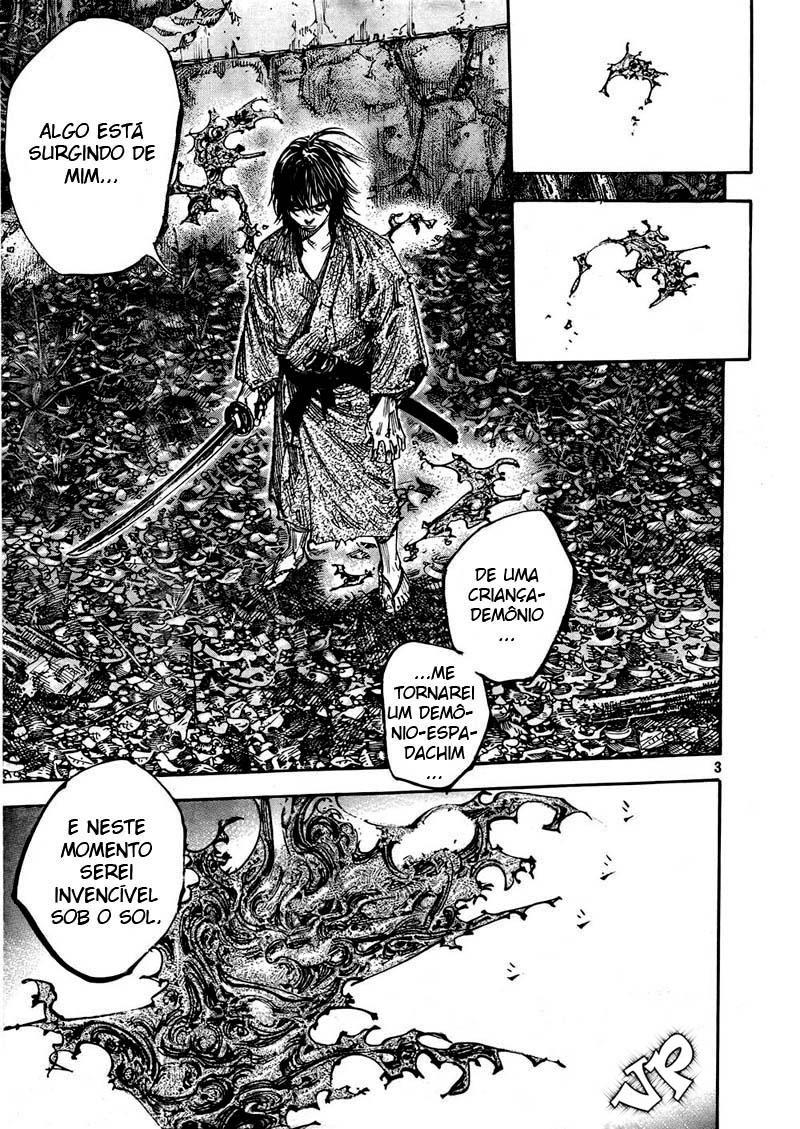 ALGO ESTÁ
SURGINDO DE
MIM...
DE UMA
CRIANÇA-
DEMÔNIO
...
...ME
TORNAREI
UM DEMÔ-
NIO-ESPA-
DACHIM
...
3
E NESTE
MOMENTO
SEREI
INVENCÍVEL
SOB O SOL.
VP